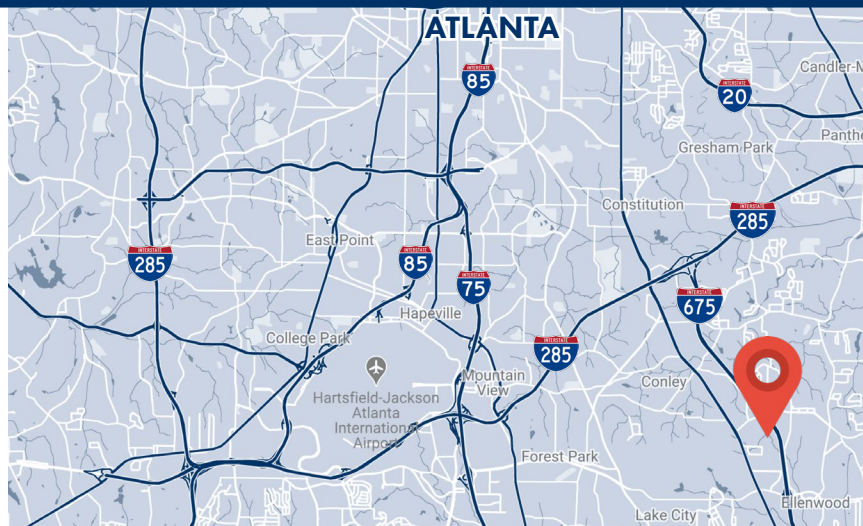 ATLANTA
INTERSTATE
85
Candler-M
INTERSTATE
20
Panthe
Gresham Park
Constitution
INTERSTATE
285
East Point
INTERSTATE
285
INTERSTATE
85
INTERSTATE
75
INTERSTATE
675
Hapeville
College Park
INTERSTATE
285
Mountain
View
Conley
Hartsfield-Jackson
Atlanta
International
Airport
Forest Park
Ellenwood
Lake City